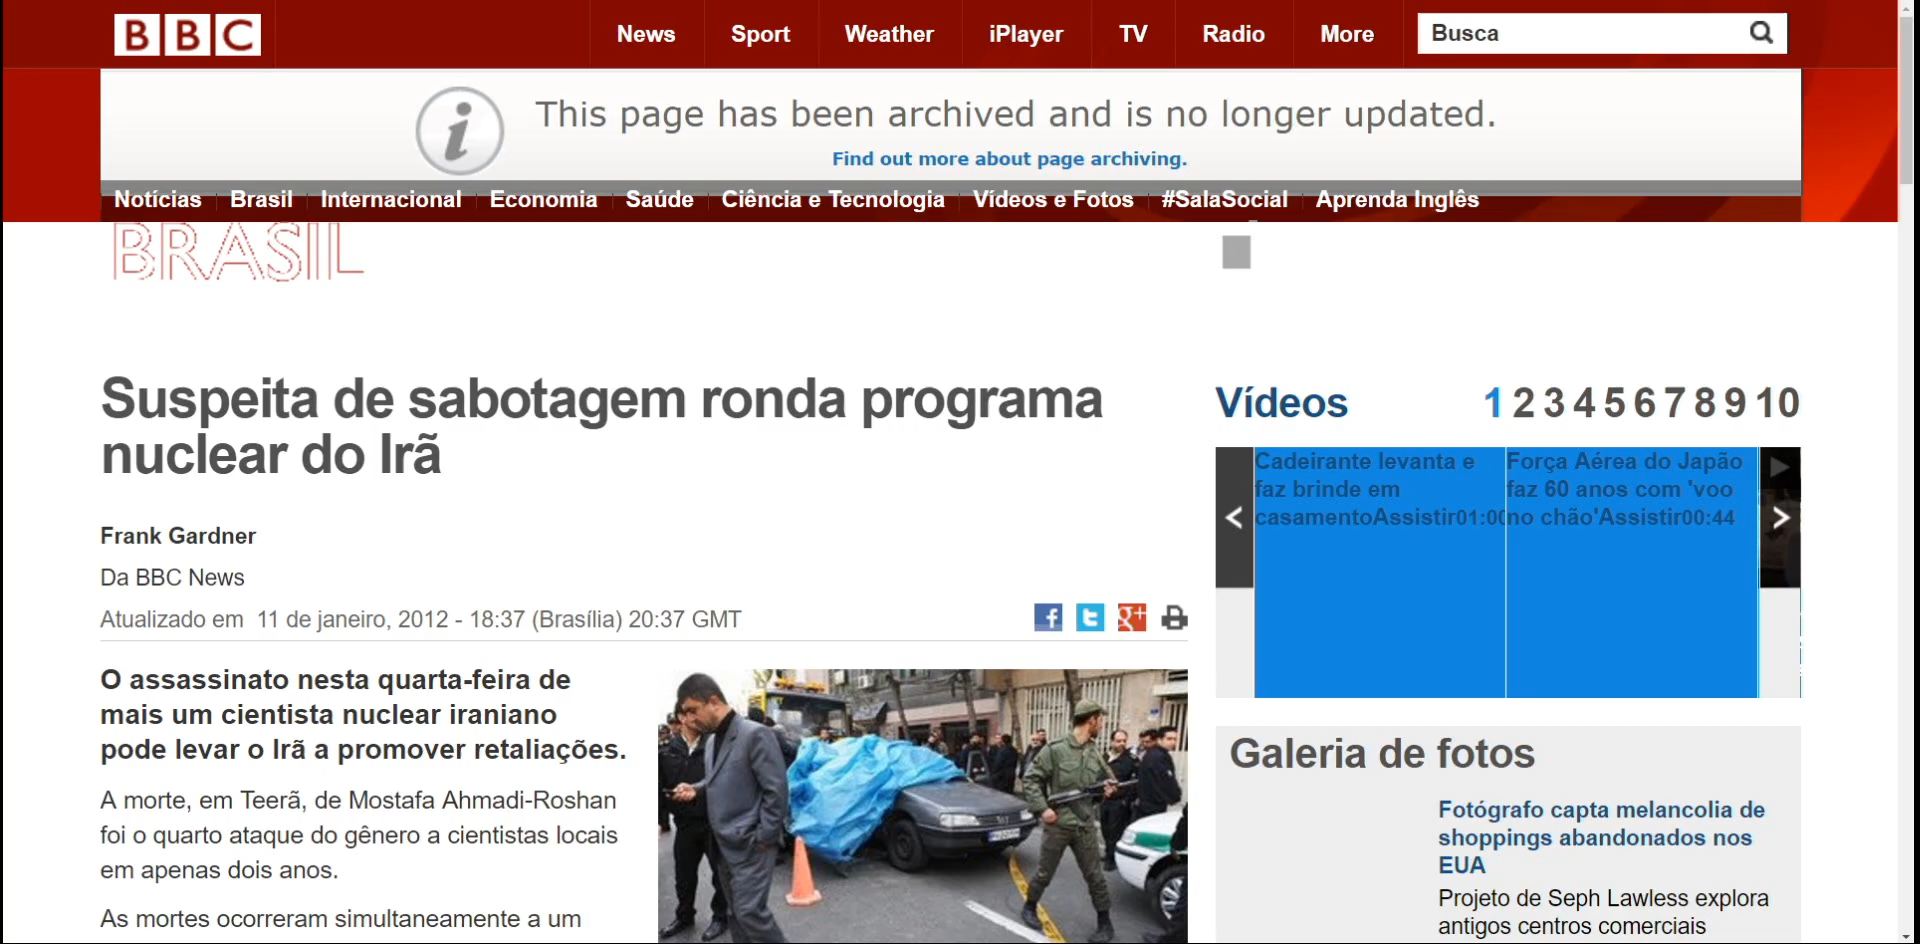 BBC
News Sport Weather iPlayer TV Radio More Busca
This page has been archived and is no longer updated.
Find out more about page archiving.
Notícias Brasil Internacional Economia Saúde Ciência e Tecnologia Vídeos e Fotos #SalaSocial Aprenda Inglês
BRASIL
Suspeita de sabotagem ronda programa
nuclear do Irã
Frank Gardner
Da BBC News
Atualizado em 11 de janeiro, 2012 - 18:37 (Brasília) 20:37 GMT
O assassinato nesta quarta-feira de
mais um cientista nuclear iraniano
pode levar o Irã a promover retaliações.
A morte, em Teerã, de Mostafa Ahmadi-Roshan
foi o quarto ataque do gênero a cientistas locais
em apenas dois anos.
As mortes ocorreram simultaneamente a um
Vídeos
1 2 3 4 5 6 7 8 9 10
Cadeirante levanta e
faz brinde em
casamentoAssistir01:00
Força Aérea do Japão
faz 60 anos com 'voo
no chão'Assistir00:44
Galeria de fotos
Fotógrafo capta melancolia de
shoppings abandonados nos
EUA
Projeto de Seph Lawless explora
antigos centros comerciais